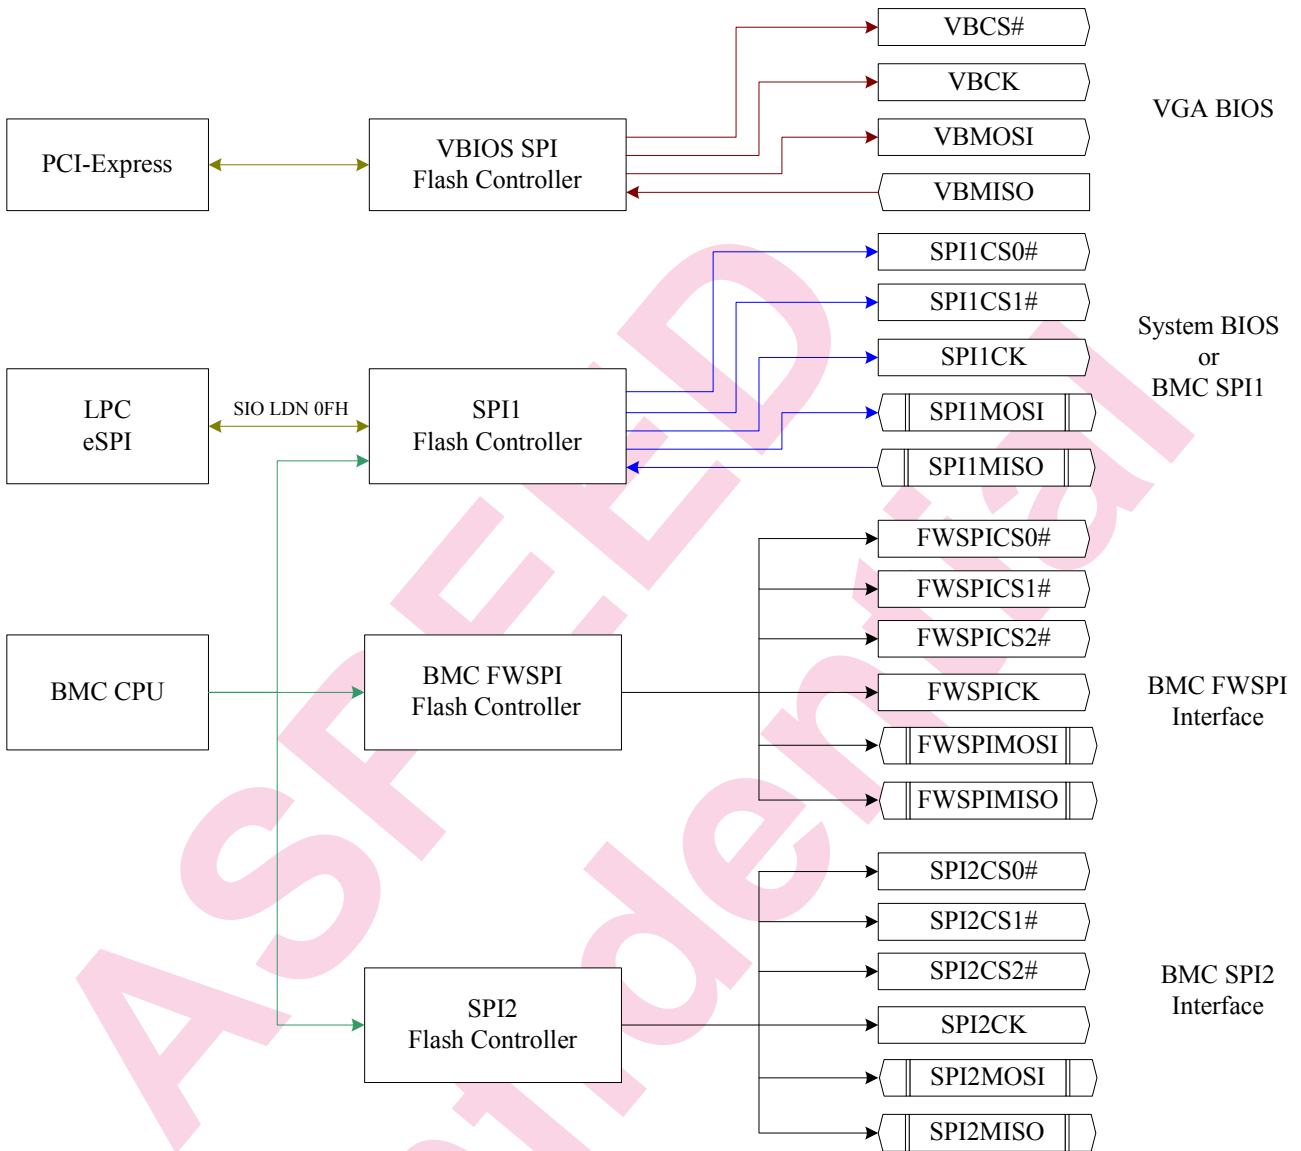 VBCS#
VBCK
VBMOSI
VBMISO
VGA BIOS
PCI-Express
VBIOS SPI
Flash Controller
SPI1CS0#
SPI1CS1#
SPI1CK
SPI1MOSI
SPI1MISO
System BIOS
or
BMC SPI1
LPC
eSPI
SIO LDN 0FH
SPI1
Flash Controller
FWSPICS0#
FWSPICS1#
FWSPICS2#
FWSPICK
FWSPIMOSI
FWSPIMISO
BMC FWSPI
Interface
BMC CPU
BMC FWSPI
Flash Controller
SPI2CS0#
SPI2CS1#
SPI2CS2#
SPI2CK
SPI2MOSI
SPI2MISO
BMC SPI2
Interface
SPI2
Flash Controller
ASPEED
fidential